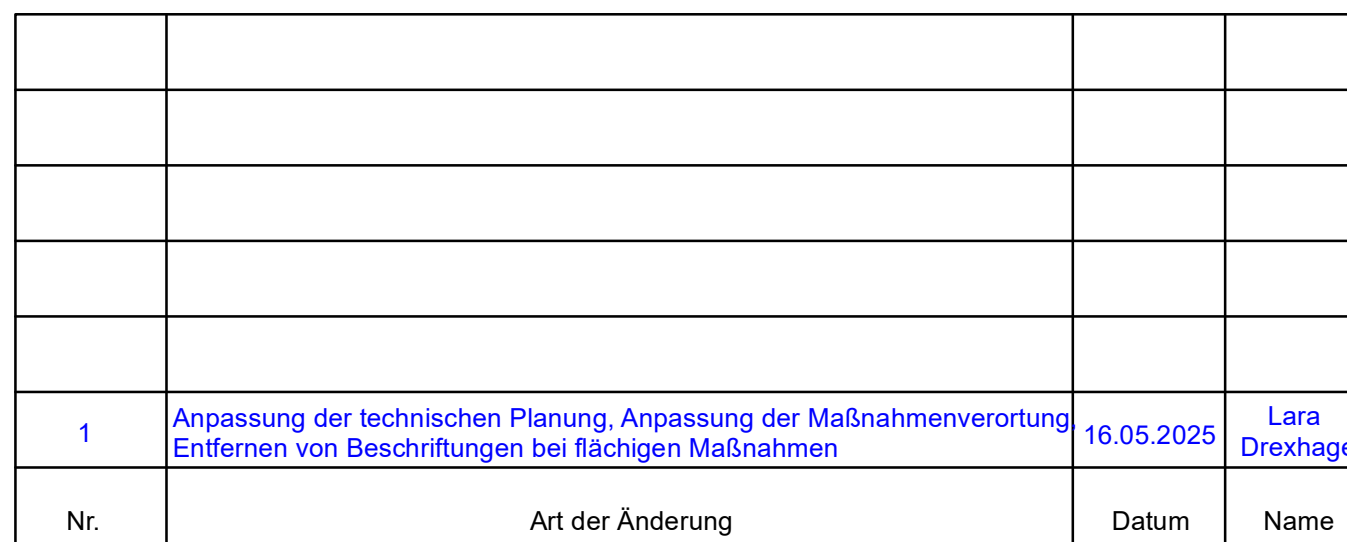 1
Anpassung der technischen Planung, Anpassung der Maßnahmenverortung,
Entfernen von Beschriftungen bei flächigen Maßnahmen
16.05.2025
Lara
Drexhage
Nr.
Art der Änderung
Datum
Name